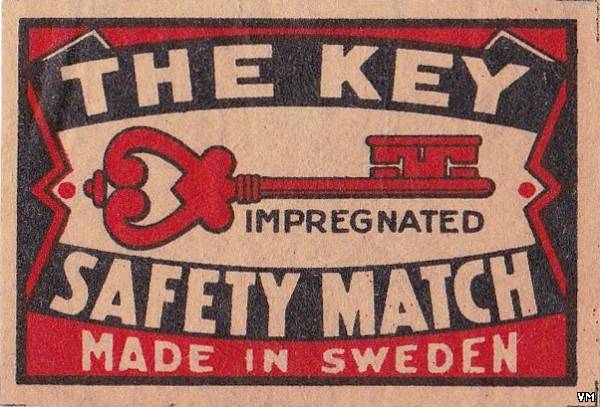 THE KEY
IMPREGNATED
SAFETY MATCH
MADE IN SWEDEN
VM